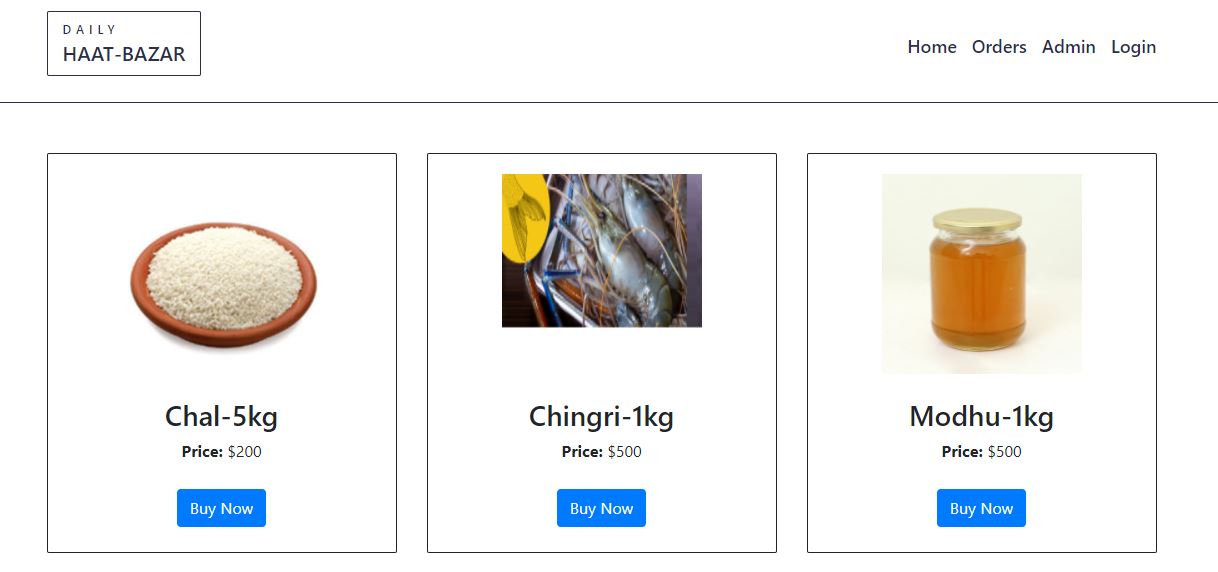 DAILY
HAAT-BAZAR
Home Orders Admin Login
Chal-5kg
Price: $200
Buy Now
Chingri-1kg
Price: $500
Buy Now
Modhu-1kg
Price: $500
Buy Now